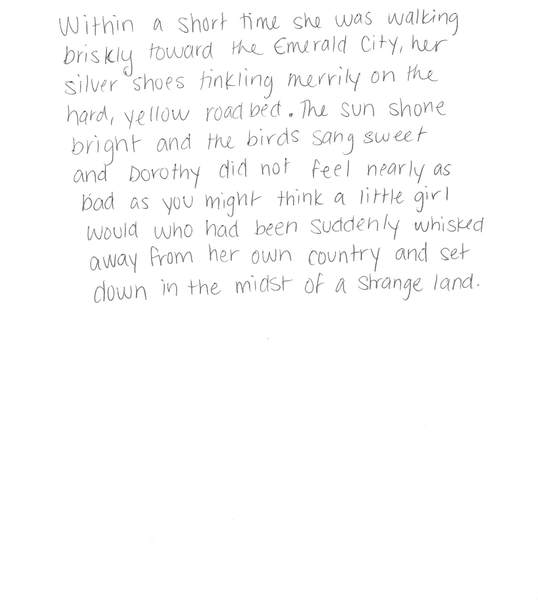 Within a short time she was walking
briskly toward the Emerald City, her
silver shoes tinkling merrily on the
hard, yellow road bed. The sun shone
bright and the birds sang sweet
and Dorothy did not feel nearly as
bad as you might think a little girl
would who had been suddenly whisked
away from her own country and set
down in the midst of a strange land.